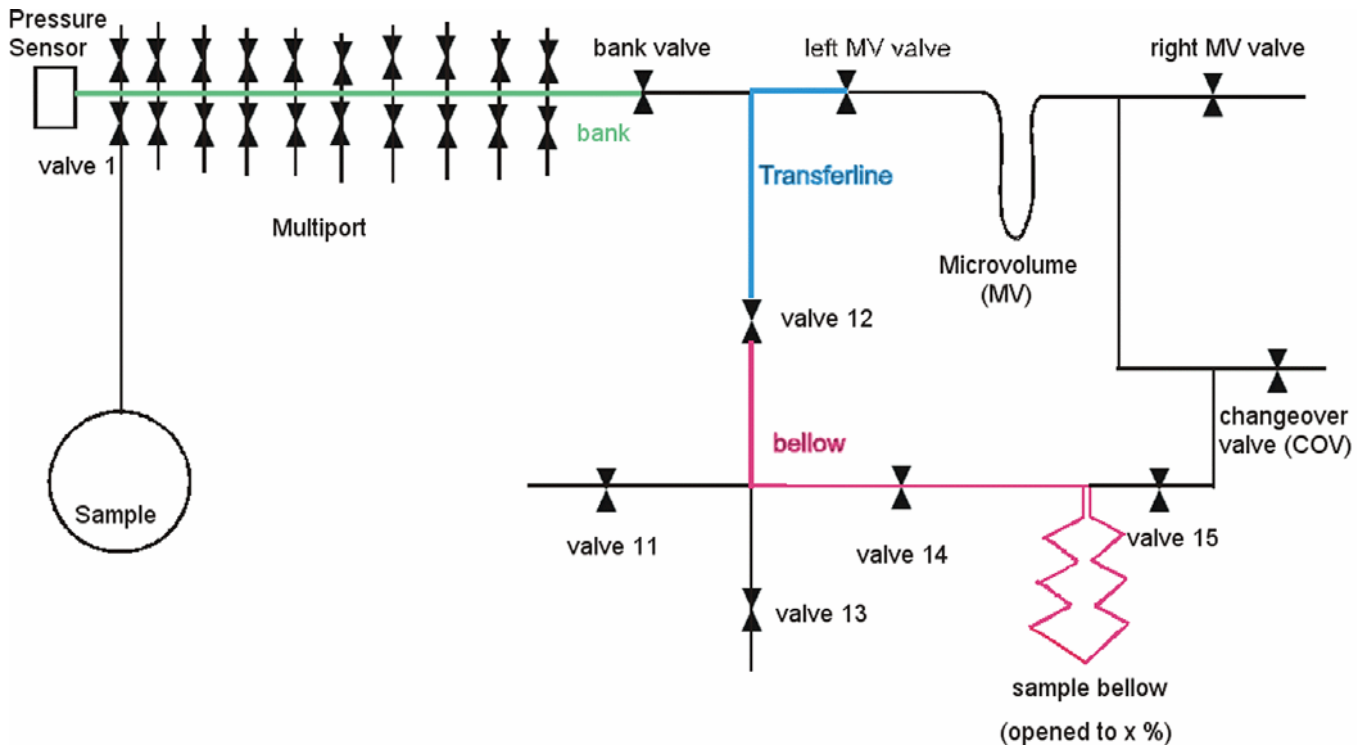 Pressure
Sensor
bank valve
left MV valve
right MV valve
bank
valve 1
Transferline
Multiport
Microvolume
(MV)
valve 12
changeover
valve (COV)
bellow
Sample
valve 11
valve 14
valve 15
valve 13
sample bellow
(opened to x %)